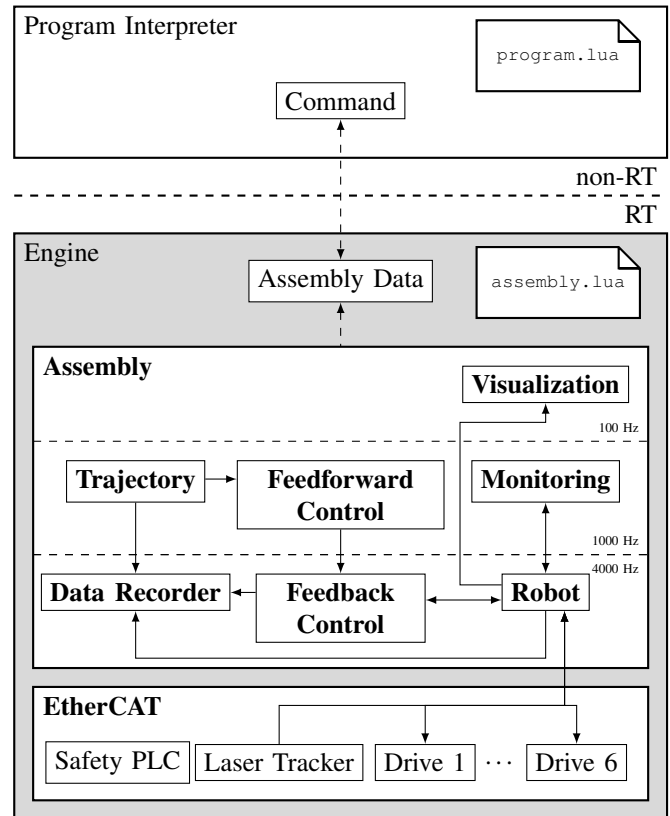 Program Interpreter
program.lua
Command
non-RT
RT
Engine
Assembly Data
assembly.lua
Assembly
Visualization
100 Hz
Trajectory
Feedforward
Control
Monitoring
1000 Hz
4000 Hz
Data Recorder
Feedback
Control
Robot
EtherCAT
Safety PLC
Laser Tracker
Drive 1
···
Drive 6